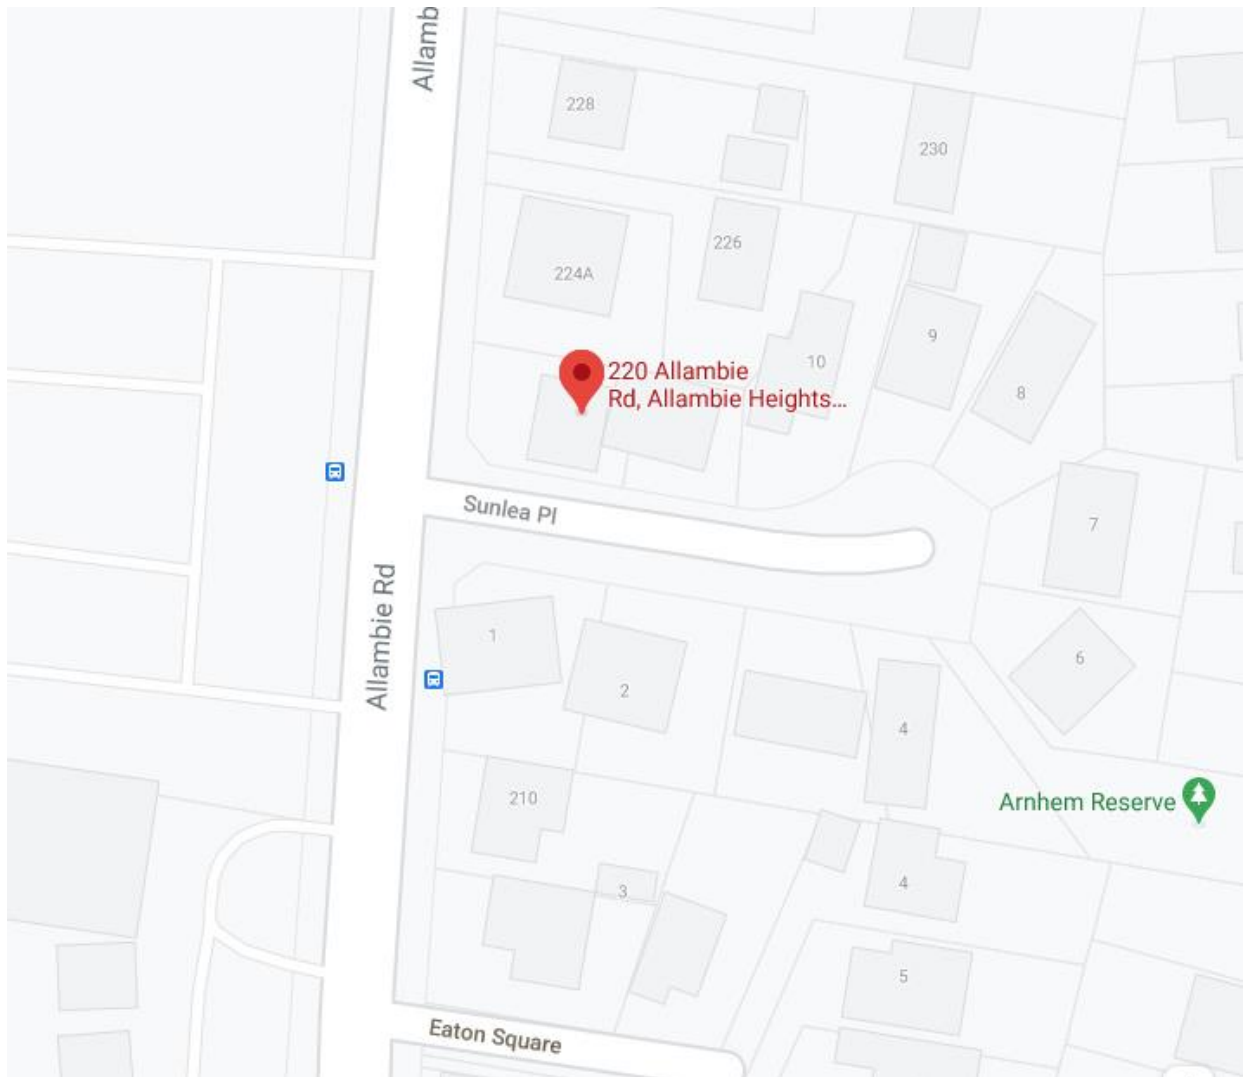 Allamb
228
230
226
224A
220 Allambie
Rd, Allambie Heights...
10
9
8
Sunlea Pl
7
Allambie Rd
1
2
6
4
210
Arnhem Reserve
3
4
5
Eaton Square